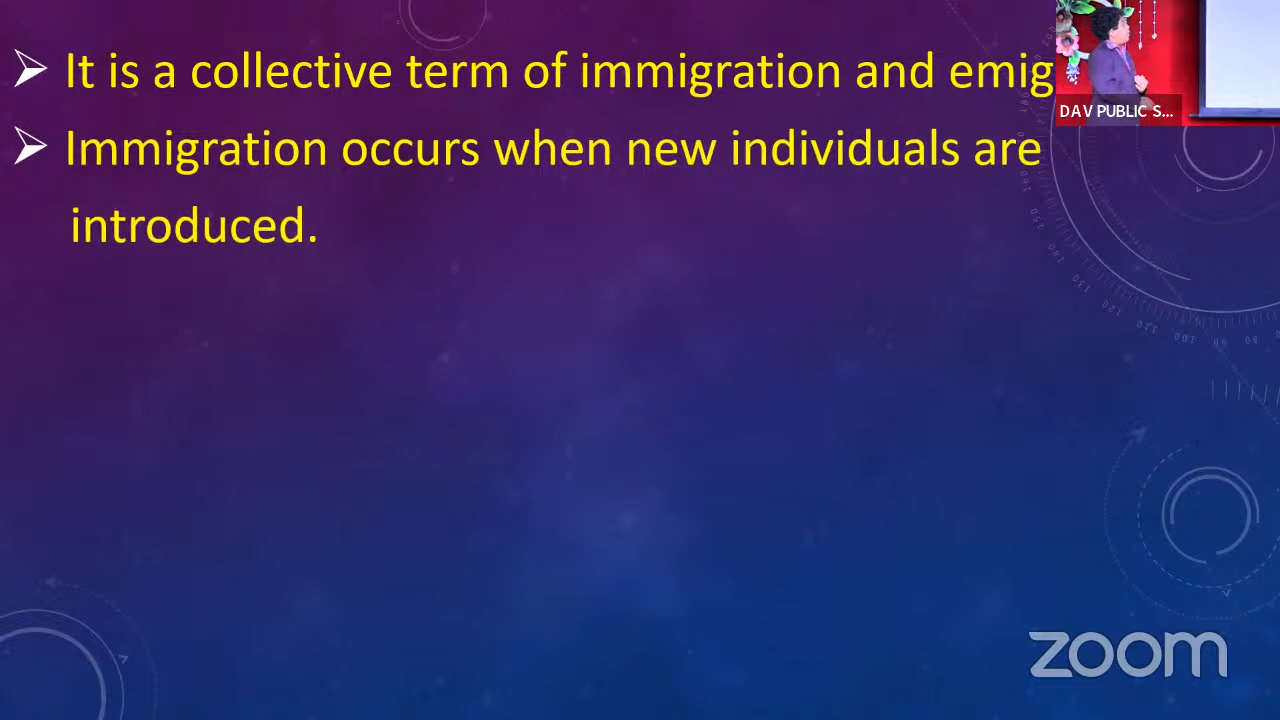 It is a collective term of immigration and emig
Immigration occurs when new individuals are
introduced.
DAV PUBLIC S...
zoom